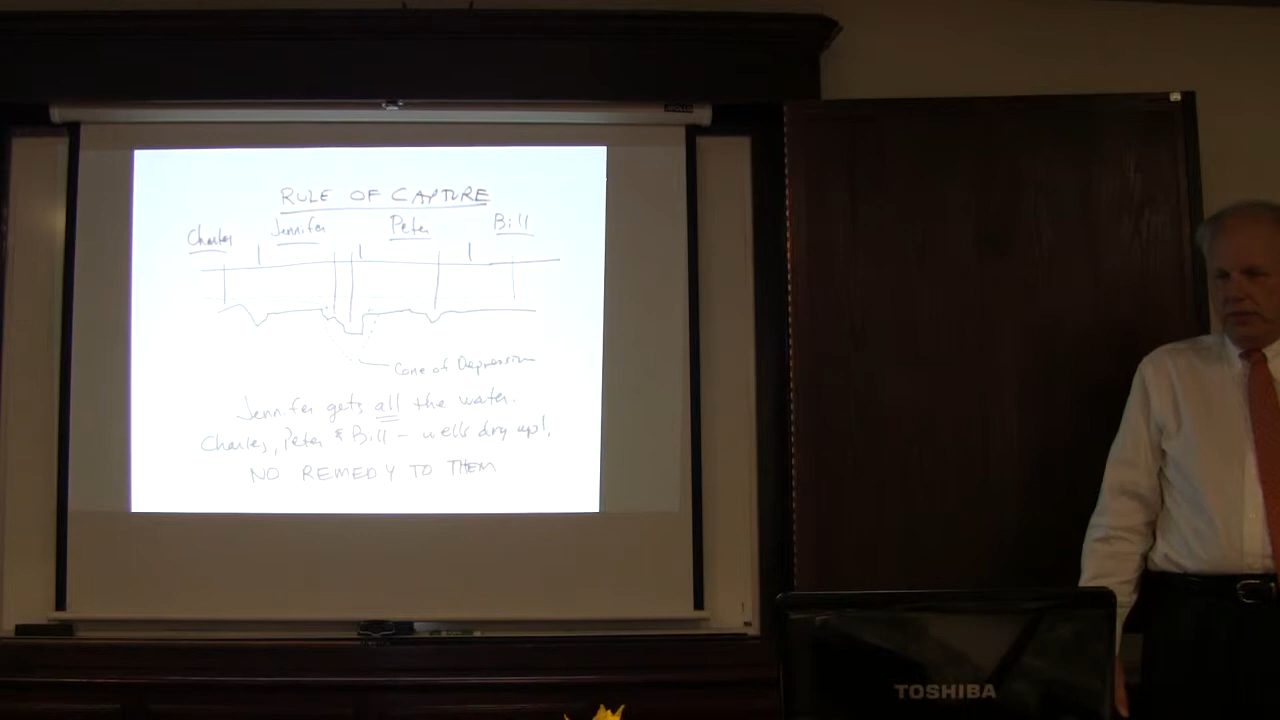 APOLLO
RULE OF CAPTURE
Charles Jennifer Peter Bill
Cone of Depression
Jennifer gets all the water.
Charles, Peter & Bill - wells dry up!,
NO REMEDY TO THEM
TOSHIBA